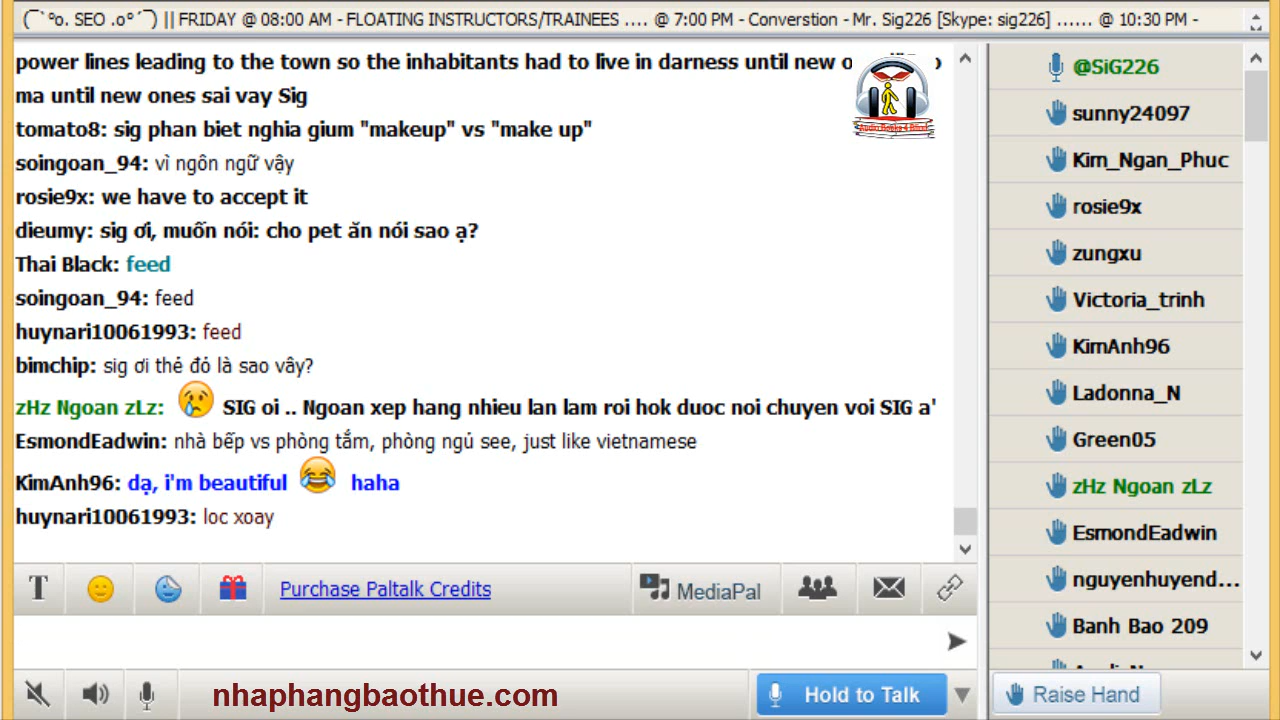 (¯`°o. SEO .o°´¯) || FRIDAY @ 08:00 AM - FLOATING INSTRUCTORS/TRAINEES .... @ 7:00 PM - Converstion - Mr. Sig226 [Skype: sig226] ...... @ 10:30 PM -
power lines leading to the town so the inhabitants had to live in darness until new
ma until new ones sai vay Sig
tomato8: sig phan biet nghia gium "makeup" vs "make up"
soingoan_94: vì ngôn ngữ vậy
rosie9x: we have to accept it
dieumy: sig ơi, muốn nói: cho pet ăn nói sao ạ?
Thai Black: feed
soingoan_94: feed
huynari10061993: feed
bimchip: sig ơi thẻ đỏ là sao vây?
zHz Ngoan zLz: SIG oi .. Ngoan xep hang nhieu lan lam roi hok duoc noi chuyen voi SIG a'
EsmondEadwin: nhà bếp vs phòng tắm, phòng ngủ see, just like vietnamese
KimAnh96: dạ, i'm beautiful haha
huynari10061993: loc xoay
Audio Books 4 Blind
T
Purchase Paltalk Credits
MediaPal
nhaphangbaothue.com
Hold to Talk
@SiG226
sunny24097
Kim_Ngan_Phuc
rosie9x
zungxu
Victoria_trinh
KimAnh96
Ladonna_N
Green05
zHz Ngoan zLz
EsmondEadwin
nguyenhuyend...
Banh Bao 209
Raise Hand